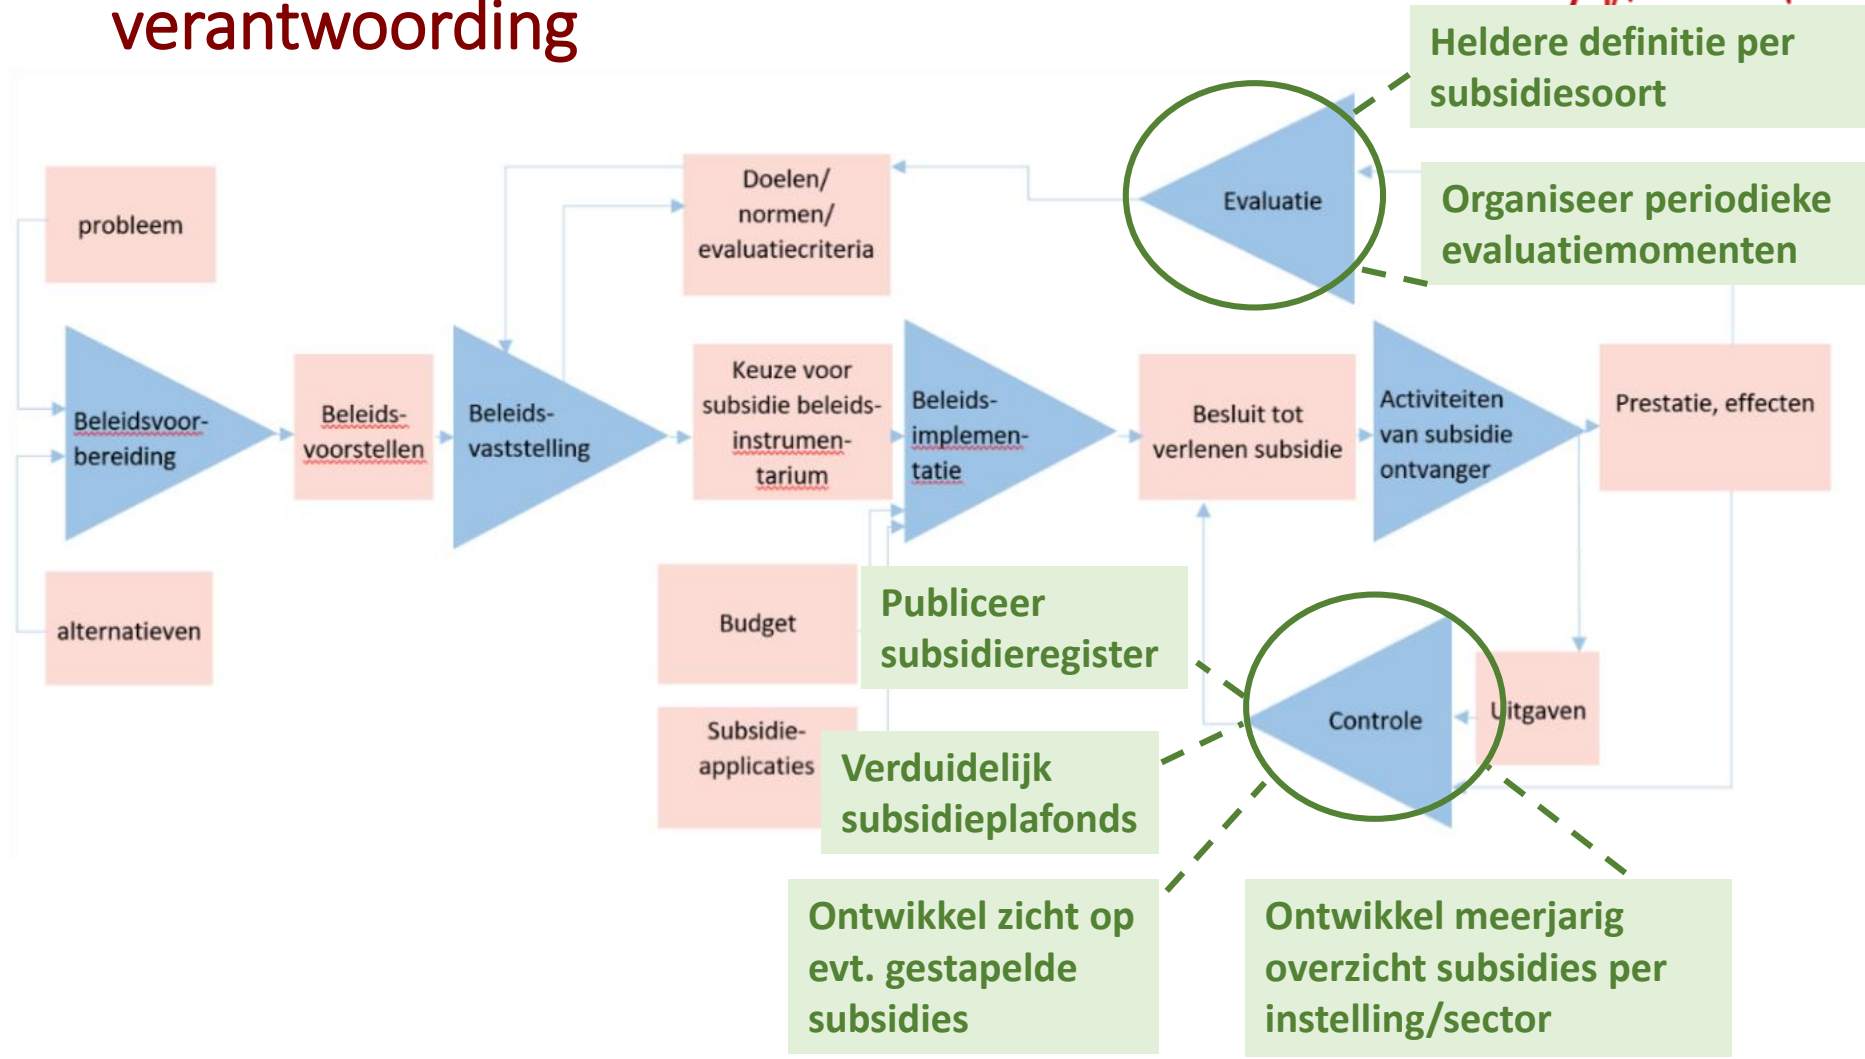 verantwoording
Heldere definitie per
subsidiesoort
Organiseer periodieke
evaluatiemomenten
Evaluatie
Doelen/
normen/
evaluatiecriteria
probleem
Beleidsvoor-
bereiding
Beleids-
voorstellen
Beleids-
vaststelling
Keuze voor
subsidie beleids-
instrumen-
tarium
Beleids-
implemen-
tatie
Besluit tot
verlenen subsidie
Activiteiten
van subsidie
ontvanger
Prestatie, effecten
alternatieven
Budget
Publiceer
subsidieregister
Controle
Uitgaven
Subsidie-
applicaties
Verduidelijk
subsidieplafonds
Ontwikkel zicht op
evt. gestapelde
subsidies
Ontwikkel meerjarig
overzicht subsidies per
instelling/sector